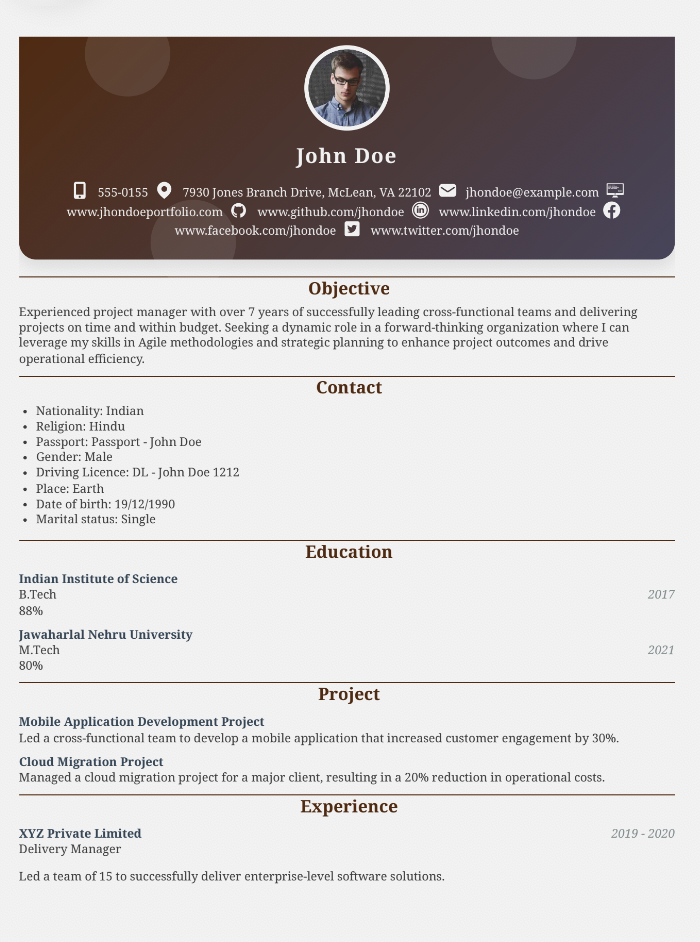 John Doe
555-0155 7930 Jones Branch Drive, McLean, VA 22102 jhondoe@example.com
www.jhondoeportfolio.com www.github.com/jhondoe www.linkedin.com/jhondoe
www.facebook.com/jhondoe www.twitter.com/jhondoe
Objective
Experienced project manager with over 7 years of successfully leading cross-functional teams and delivering
projects on time and within budget. Seeking a dynamic role in a forward-thinking organization where I can
leverage my skills in Agile methodologies and strategic planning to enhance project outcomes and drive
operational efficiency.
Contact
• Nationality: Indian
• Religion: Hindu
• Passport: Passport - John Doe
• Gender: Male
• Driving Licence: DL - John Doe 1212
• Place: Earth
• Date of birth: 19/12/1990
• Marital status: Single
Education
Indian Institute of Science
B.Tech 2017
88%
Jawaharlal Nehru University
M.Tech 2021
80%
Project
Mobile Application Development Project
Led a cross-functional team to develop a mobile application that increased customer engagement by 30%.
Cloud Migration Project
Managed a cloud migration project for a major client, resulting in a 20% reduction in operational costs.
Experience
XYZ Private Limited 2019 - 2020
Delivery Manager
Led a team of 15 to successfully deliver enterprise-level software solutions.